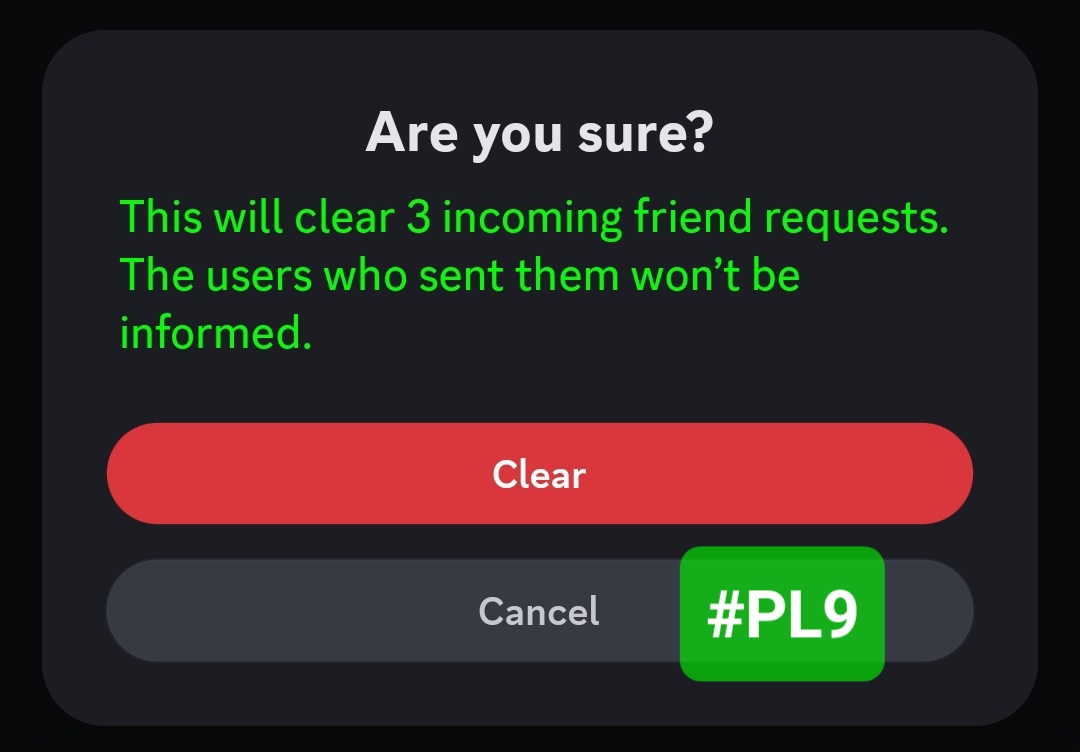 Are you sure?
This will clear 3 incoming friend requests.
The users who sent them won’t be
informed.
Clear
Cancel
#PL9